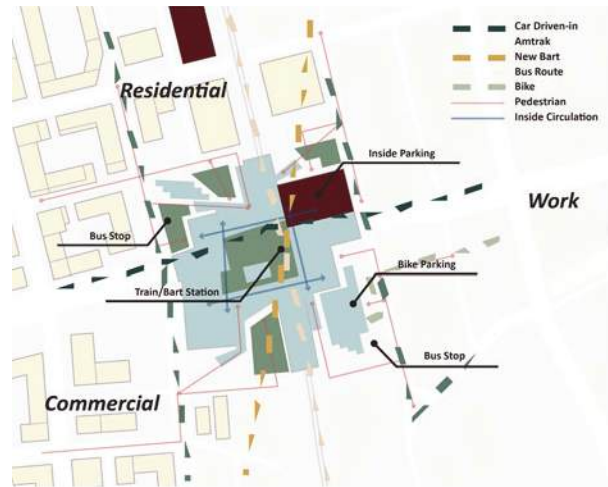 Car Driven-in
Amtrak
New Bart
Bus Route
Bike
Pedestrian
Inside Circulation
Residential
Inside Parking
Work
Bus Stop
Bike Parking
Train/Bart Station
Bus Stop
Commercial